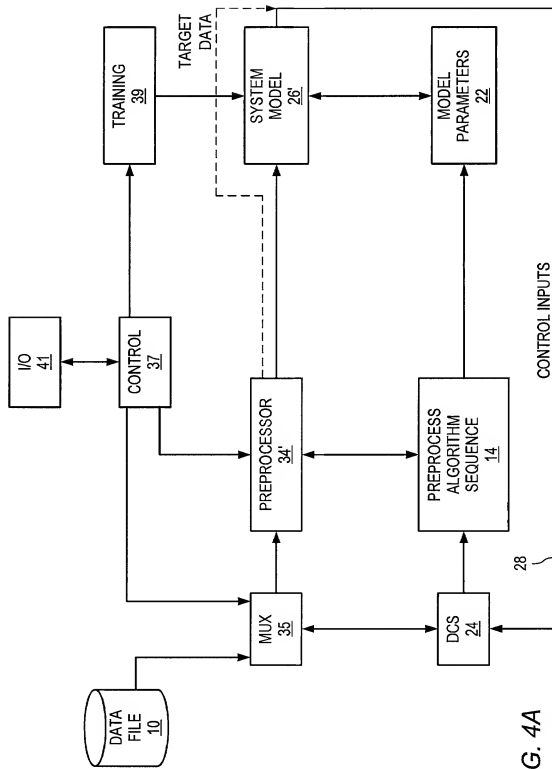 I/O
41
DATA
FILE
10
CONTROL
37
TRAINING
39
TARGET
DATA
MUX
35
PREPROCESSOR
34'
SYSTEM
MODEL
26'
DCS
24
PREPROCESS
ALGORITHM
SEQUENCE
14
MODEL
PARAMETERS
22
28
CONTROL INPUTS
G. 4A